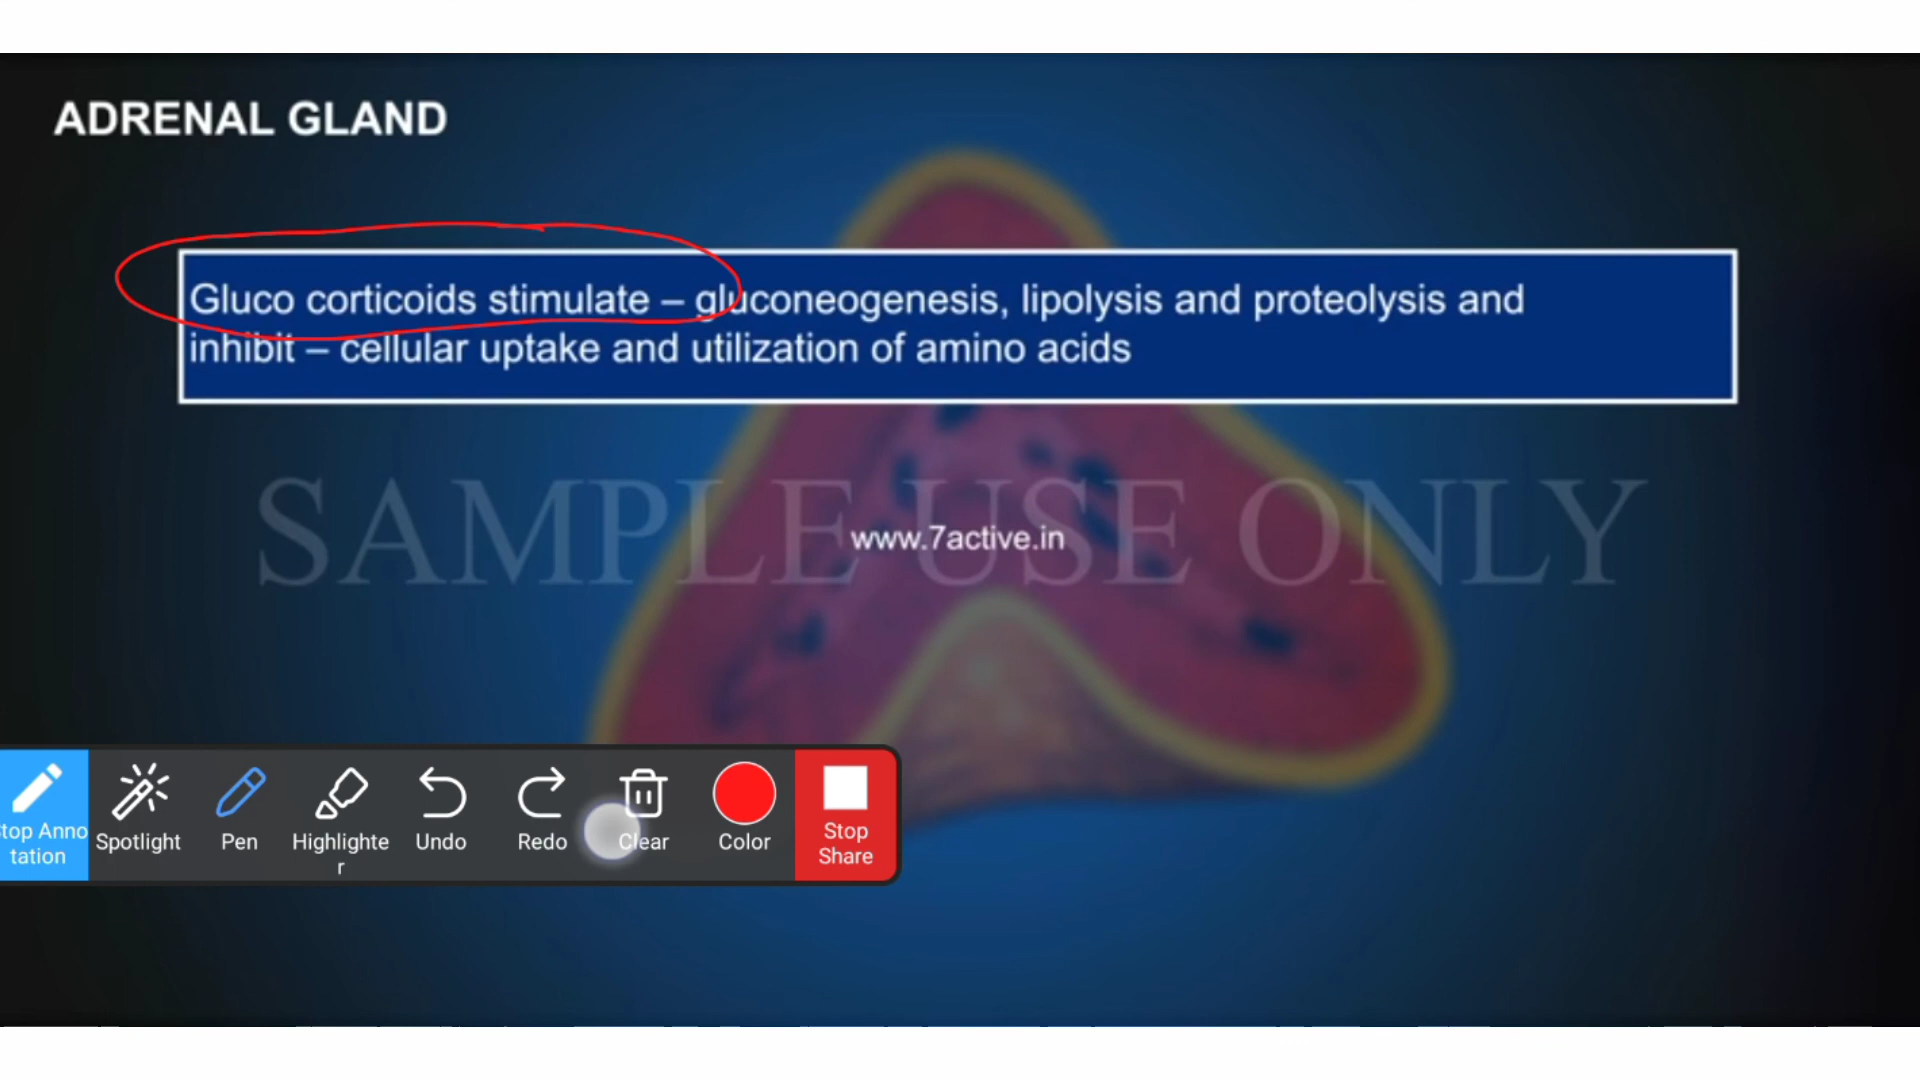 ADRENAL GLAND
Gluco corticoids stimulate – gluconeogenesis, lipolysis and proteolysis and
inhibit – cellular uptake and utilization of amino acids
SAMPLE USE ONLY
www.7active.in
top Anno
tation
Spotlight
Pen
Highlighte
r
Undo
Redo
Clear
Color
Stop
Share